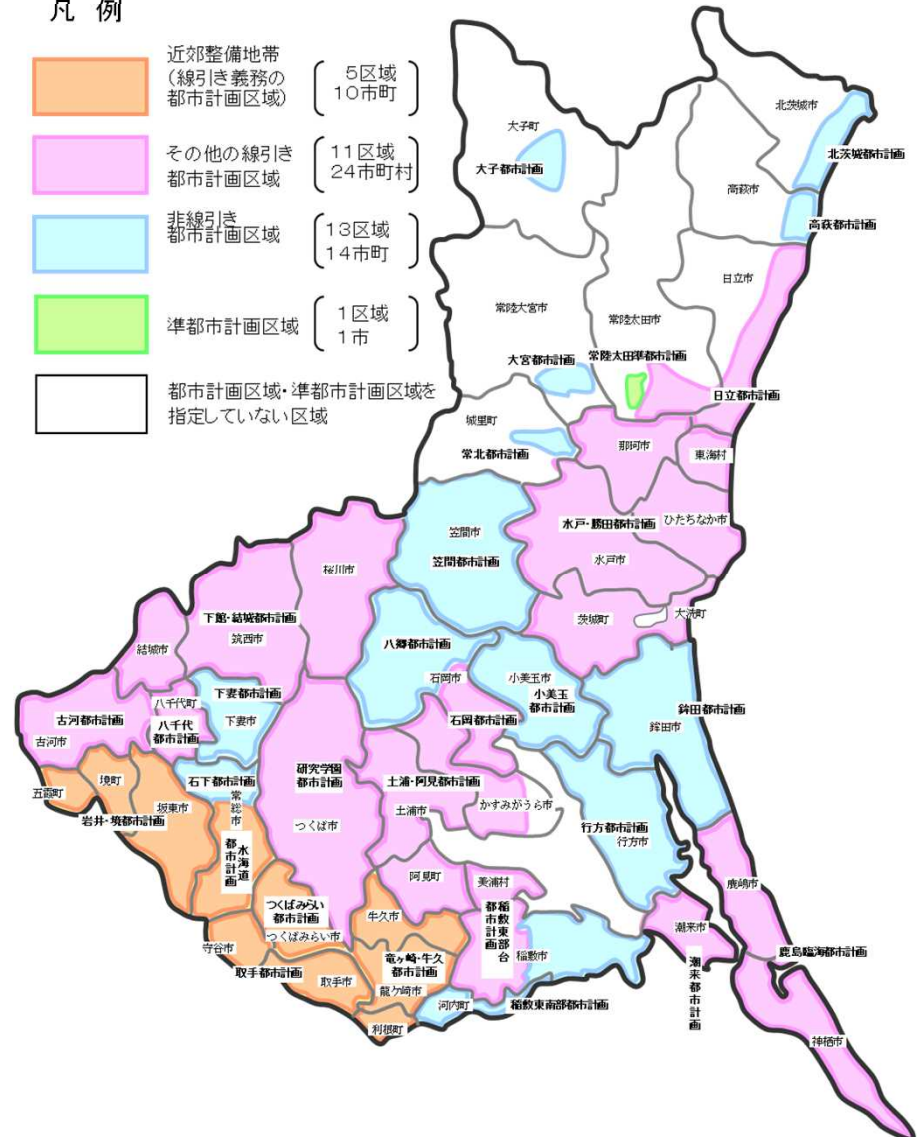 凡 例
近郊整備地帯
(線引き義務の
都市計画区域)
5区域
10市町
その他の線引き
都市計画区域
11区域
24市町村
非線引き
都市計画区域
13区域
14市町
準都市計画区域
1区域
1市
都市計画区域・準都市計画区域を
指定していない区域
北茨城市
大子町
北茨城都市計画
大子都市計画
高萩市
高萩都市計画
日立市
常陸大宮市
常陸太田市
大宮都市計画
常陸太田準都市計画
日立都市計画
城里町
那珂市
常北都市計画
東海村
水戸・勝田都市計画
ひたちなか市
笠間市
笠間都市計画
水戸市
桜川市
茨城町
大洗町
下館・結城都市計画
筑西市
結城市
八郷都市計画
石岡市
小美玉市
小美玉
都市計画
下妻都市計画
八千代町
下妻市
古河都市計画
八千代
都市計画
古河市
石岡都市計画
鉾田都市計画
鉾田市
研究学園
都市計画
土浦・阿見都市計画
石下都市計画
五霞町
境町
坂東市
常総市
かすみがうら市
岩井・境都市計画
つくば市
土浦市
行方都市計画
行方市
水海道
都市計画
阿見町
美浦村
鹿嶋市
つくばみらい
都市計画
つくばみらい市
牛久市
稲敷東部台
都市計画
潮来市
守谷市
取手都市計画
取手市
竜ヶ崎・牛久
都市計画
龍ケ崎市
稲敷市
鹿島臨海都市計画
潮来都市計画
河内町
稲敷東南部都市計画
利根町
神栖市